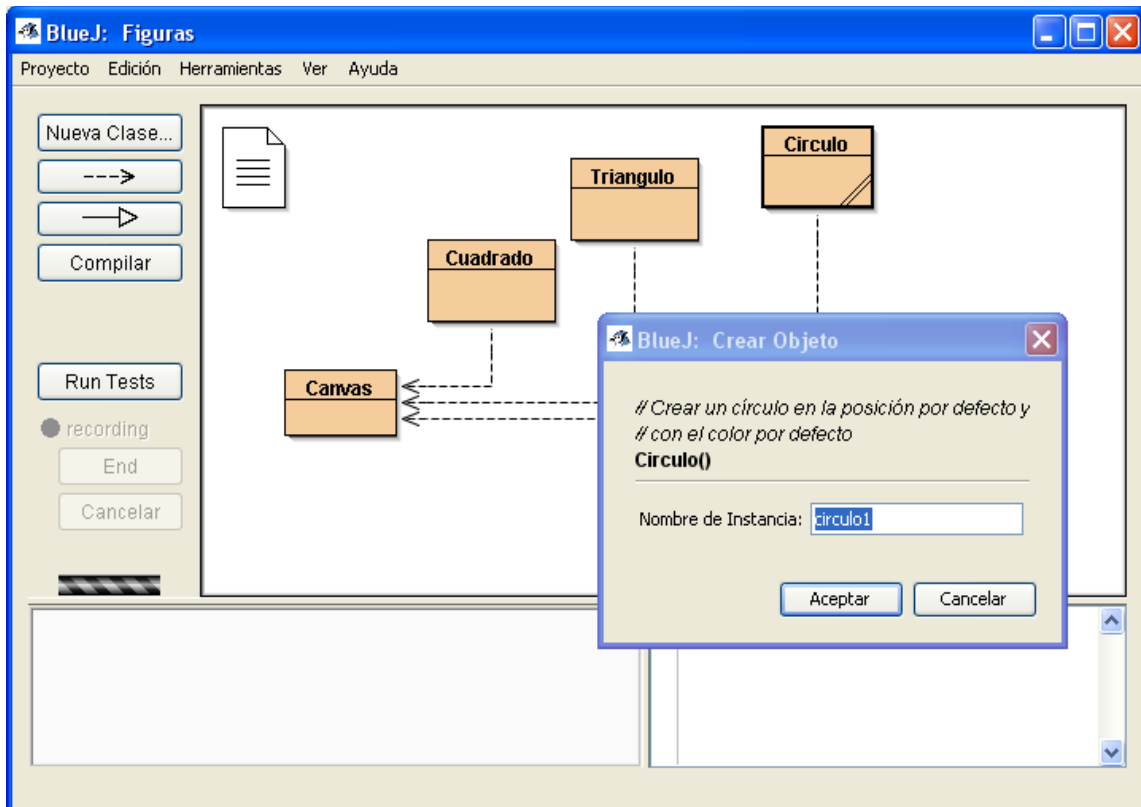 BlueJ: Figuras
Proyecto Edición Herramientas Ver Ayuda
Nueva Clase...
Compilar
Run Tests
recording
End
Cancelar
Circulo
Triangulo
Cuadrado
Canvas
BlueJ: Crear Objeto
// Crear un círculo en la posición por defecto y
// con el color por defecto
Circulo()
Nombre de Instancia: circulo1
Aceptar Cancelar